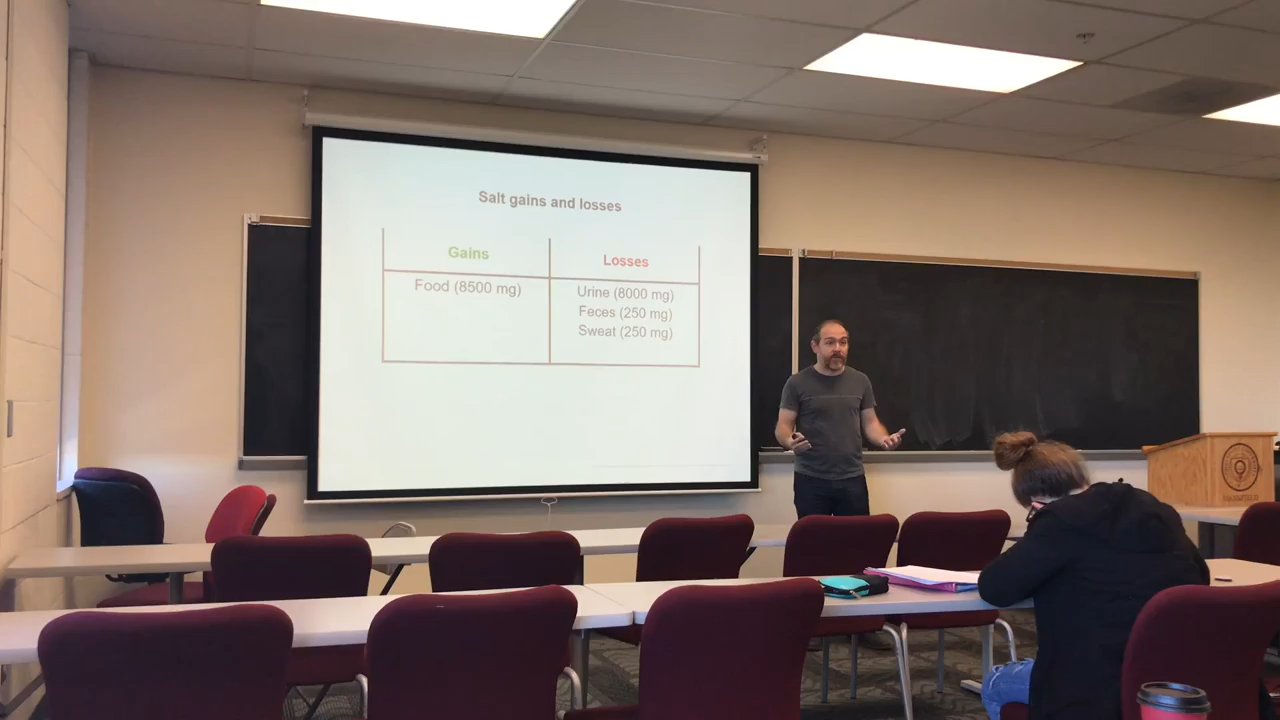 Salt gains and losses
Gains
Losses
Food (8500 mg)
Urine (8000 mg)
Feces (250 mg)
Sweat (250 mg)